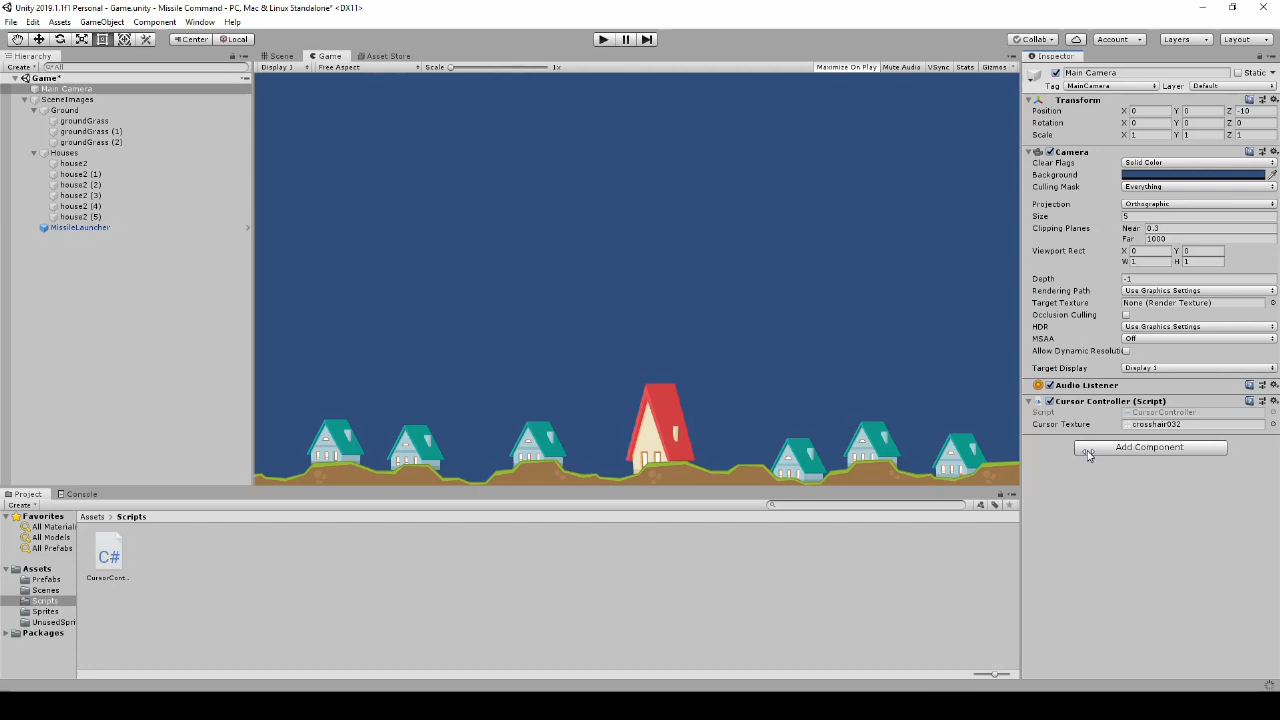 Unity 2019.1.1f1 Personal - Game.unity - Missile Command - PC, Mac & Linux Standalone* <DX11>
File Edit Assets GameObject Component Window Help
Center Local Collab Account Layers Layout
Hierarchy
Create All
Game*
Main Camera
SceneImages
Ground
groundGrass
groundGrass (1)
groundGrass (2)
Houses
house2
house2 (1)
house2 (2)
house2 (3)
house2 (4)
house2 (5)
MissileLauncher
Scene Game Asset Store
Display 1 Free Aspect Scale 1x Maximize On Play Mute Audio VSync Stats Gizmos
Inspector
Main Camera Static
Tag MainCamera Layer Default
Transform
Position X 0 Y 0 Z -10
Rotation X 0 Y 0 Z 0
Scale X 1 Y 1 Z 1
Camera
Clear Flags Solid Color
Background
Culling Mask Everything
Projection Orthographic
Size 5
Clipping Planes Near 0.3
Far 1000
Viewport Rect X 0 Y 0
W 1 H 1
Depth -1
Rendering Path Use Graphics Settings
Target Texture None (Render Texture)
Occlusion Culling
HDR Use Graphics Settings
MSAA Off
Allow Dynamic Resoluti
Target Display Display 1
Audio Listener
Cursor Controller (Script)
Script CursorController
Cursor Texture crosshair032
Add Component
Project Console
Create
Favorites
All Material
All Models
All Prefabs
Assets
Prefabs
Scenes
Scripts
Sprites
UnusedSpri
Packages
Assets > Scripts
C#
CursorCont..